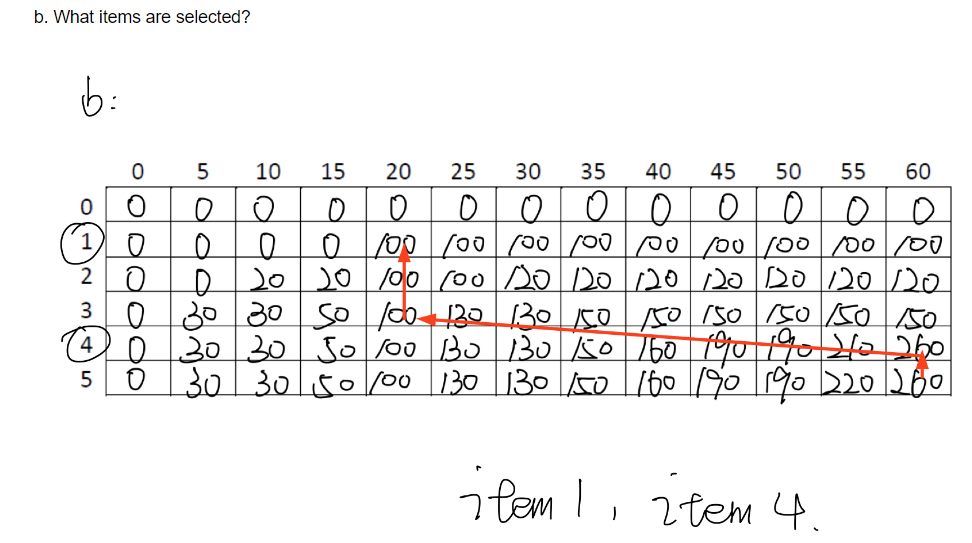 b. What items are selected?
b:
0 5 10 15 20 25 30 35 40 45 50 55 60
0 0 0 0 0 0 0 0 0 0 0 0 0 0
1 0 0 0 0 100 100 100 100 100 100 100 100 100
2 0 0 20 20 100 100 120 120 120 120 120 120 120
3 0 30 30 50 100 130 130 150 150 150 150 150 150
4 0 30 30 50 100 130 130 150 160 190 190 210 260
5 0 30 30 50 100 130 130 150 160 190 190 220 260
item 1, item 4.